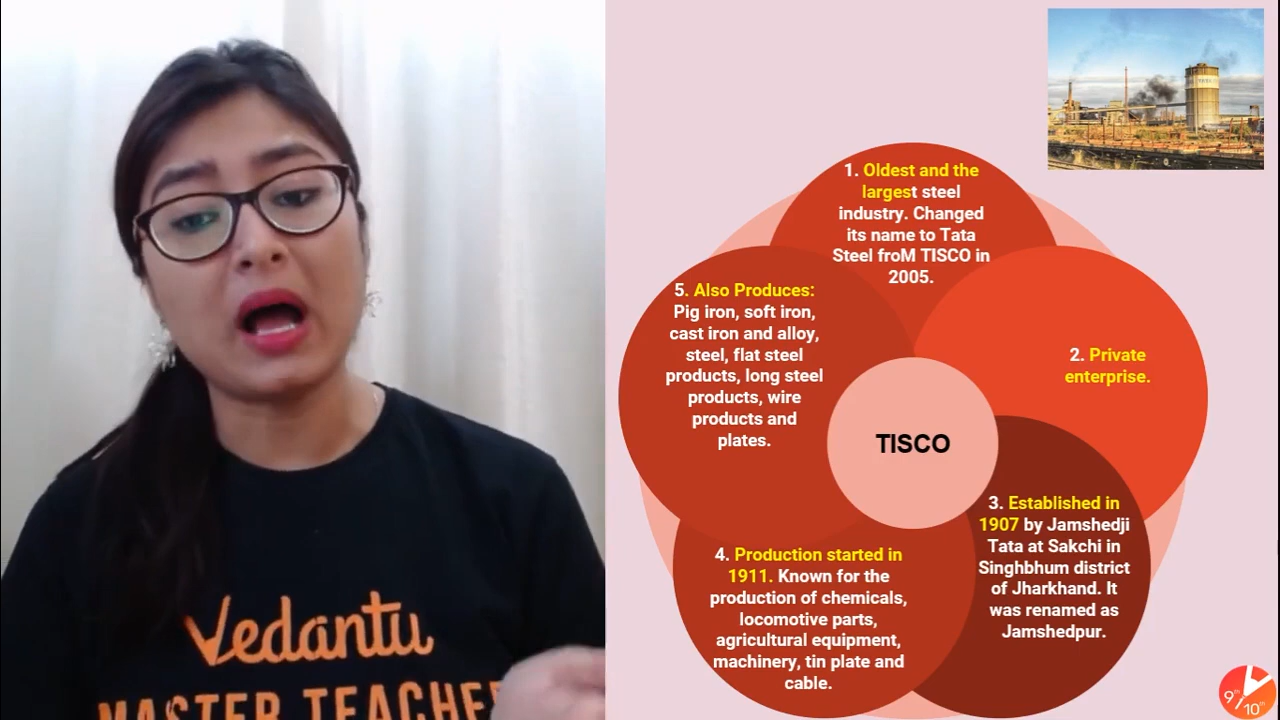 Vedantu
MASTER TEACHER
1. Oldest and the
largest steel
industry. Changed
its name to Tata
Steel froM TISCO in
2005.
2. Private
enterprise.
3. Established in
1907 by Jamshedji
Tata at Sakchi in
Singhbhum district
of Jharkhand. It
was renamed as
Jamshedpur.
4. Production started in
1911. Known for the
production of chemicals,
locomotive parts,
agricultural equipment,
machinery, tin plate and
cable.
5. Also Produces:
Pig iron, soft iron,
cast iron and alloy,
steel, flat steel
products, long steel
products, wire
products and
plates.
TISCO
9th/10th